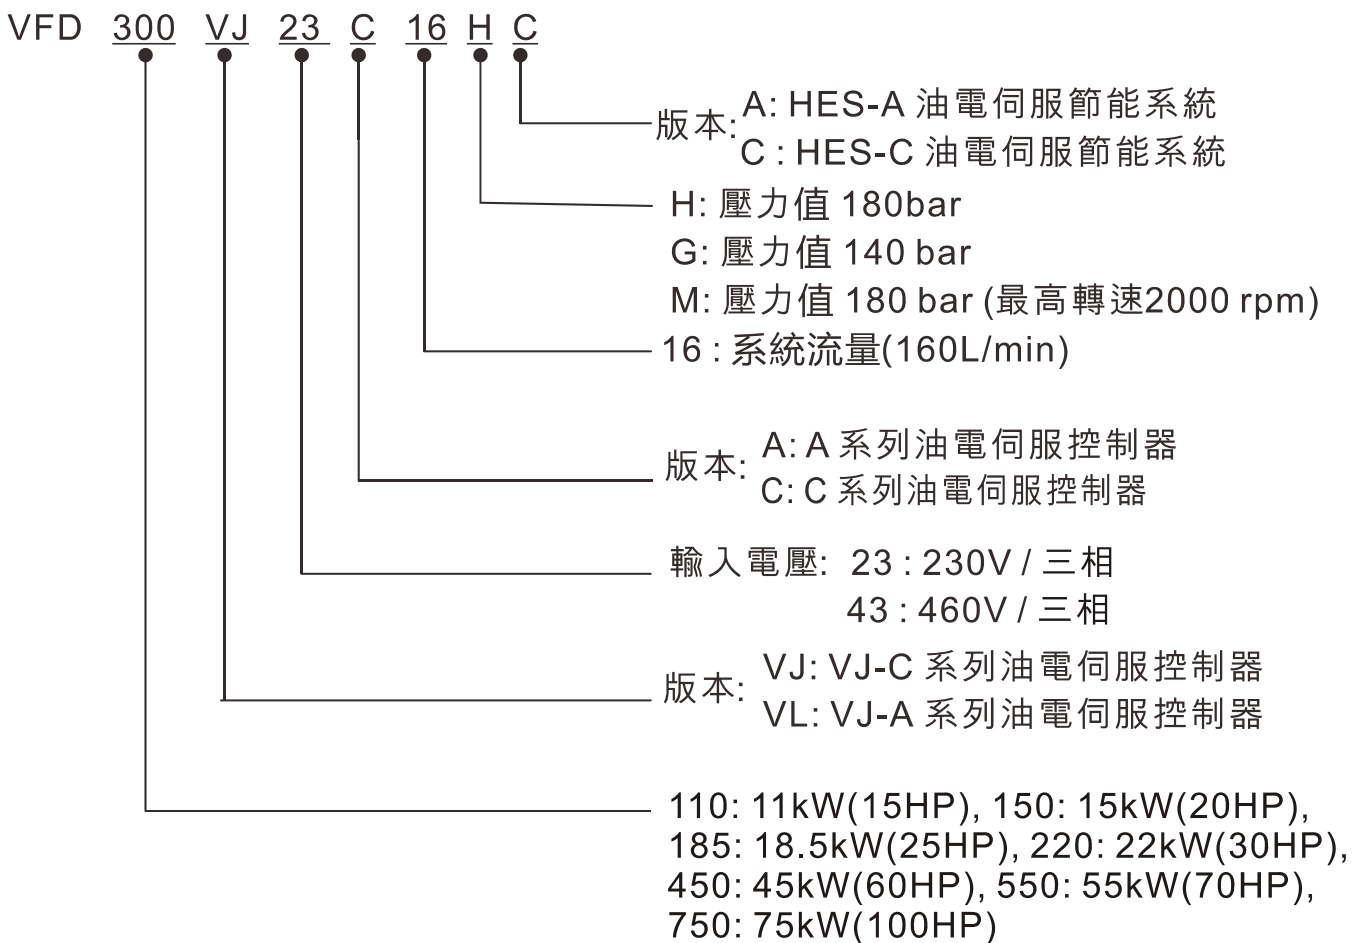 VFD 300 VJ 23 C 16 H C
版本: A: HES-A 油電伺服節能系統
C : HES-C 油電伺服節能系統
H: 壓力值 180bar
G: 壓力值 140 bar
M: 壓力值 180 bar (最高轉速2000 rpm)
16 : 系統流量(160L/min)
版本: A: A 系列油電伺服控制器
C: C 系列油電伺服控制器
輸入電壓: 23 : 230V / 三相
43 : 460V / 三相
版本: VJ: VJ-C 系列油電伺服控制器
VL: VJ-A 系列油電伺服控制器
110: 11kW(15HP), 150: 15kW(20HP),
185: 18.5kW(25HP), 220: 22kW(30HP),
450: 45kW(60HP), 550: 55kW(70HP),
750: 75kW(100HP)